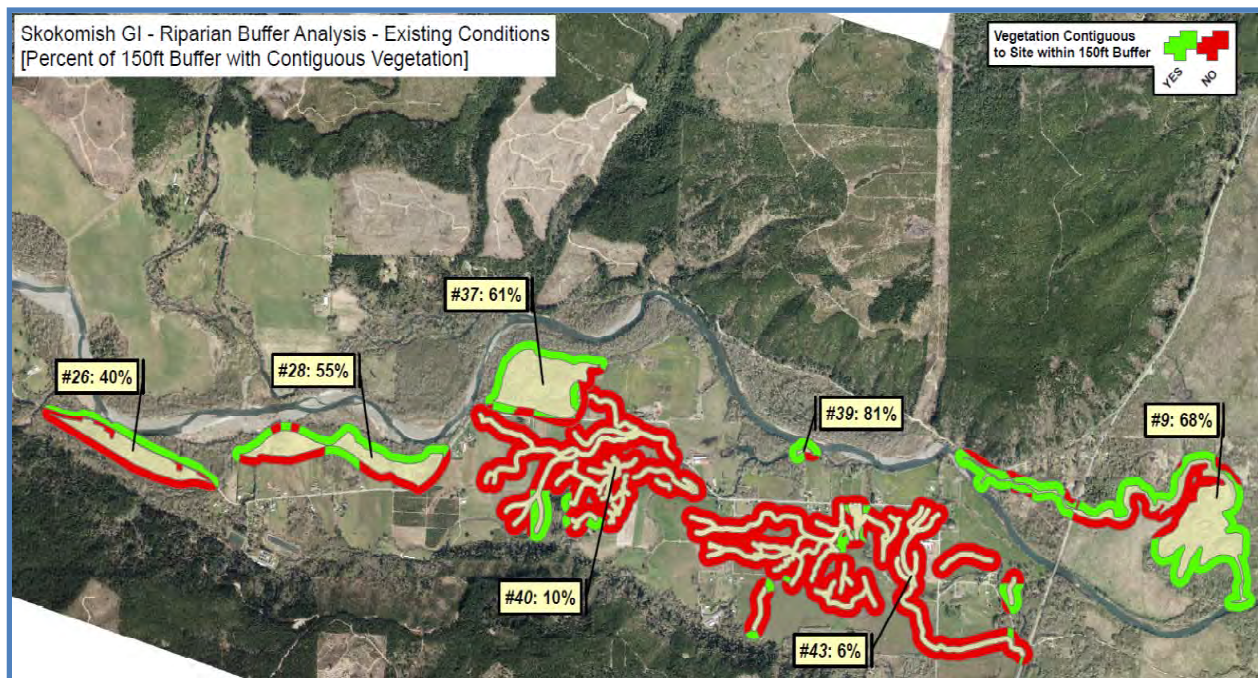 Skokomish GI - Riparian Buffer Analysis - Existing Conditions
[Percent of 150ft Buffer with Contiguous Vegetation]
Vegetation Contiguous
to Site within 150ft Buffer
YES
NO
#37: 61%
#26: 40%
#28: 55%
#39: 81%
#9: 68%
#40: 10%
#43: 6%